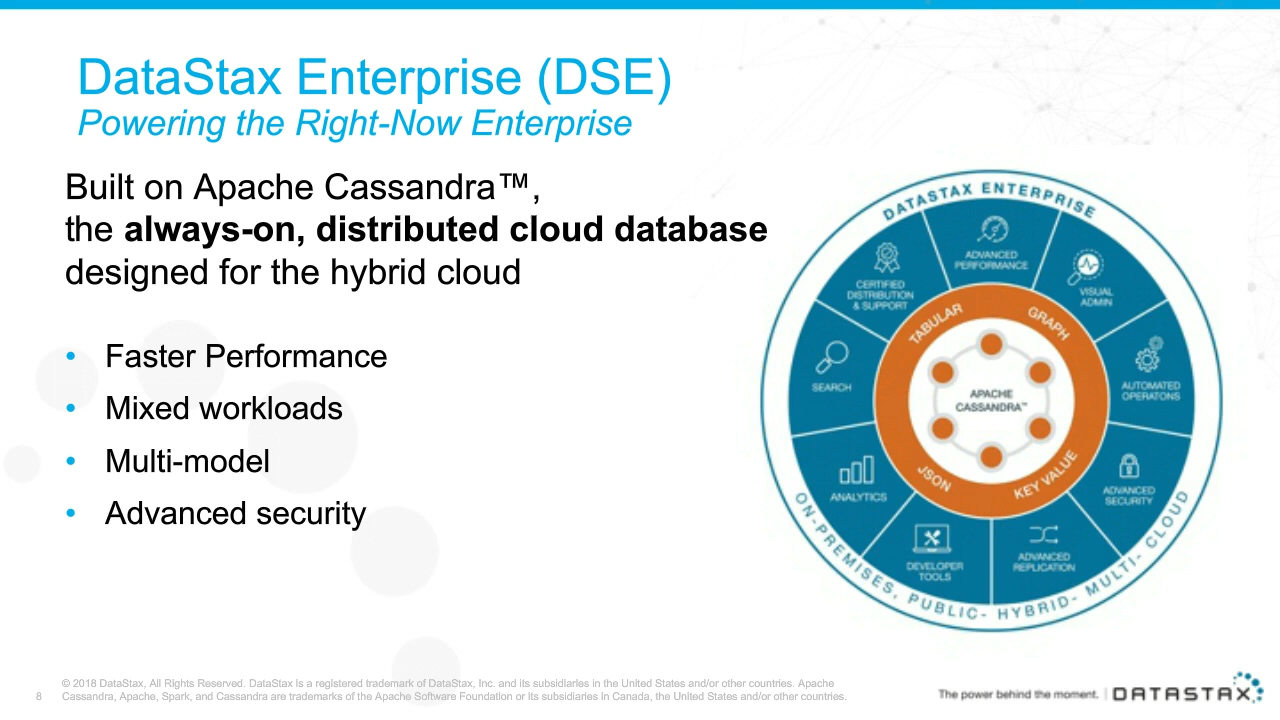 DataStax Enterprise (DSE)
Powering the Right-Now Enterprise
Built on Apache Cassandra™,
the always-on, distributed cloud database
designed for the hybrid cloud
• Faster Performance
• Mixed workloads
• Multi-model
• Advanced security
DATASTAX ENTERPRISE
ADVANCED
PERFORMANCE
VISUAL
ADMIN
AUTOMATED
OPERATONS
ADVANCED
SECURITY
ADVANCED
REPLICATION
DEVELOPER
TOOLS
ANALYTICS
SEARCH
CERTIFIED
DISTRIBUTION
& SUPPORT
TABULAR
GRAPH
KEY VALUE
JSON
APACHE
CASSANDRA™
ON-PREMISES, PUBLIC- HYBRID- MULTI- CLOUD
© 2018 DataStax, All Rights Reserved. DataStax is a registered trademark of DataStax, Inc. and its subsidiaries in the United States and/or other countries. Apache
Cassandra, Apache, Spark, and Cassandra are trademarks of the Apache Software Foundation or its subsidiaries in Canada, the United States and/or other countries.
8
The power behind the moment. | DATASTAX